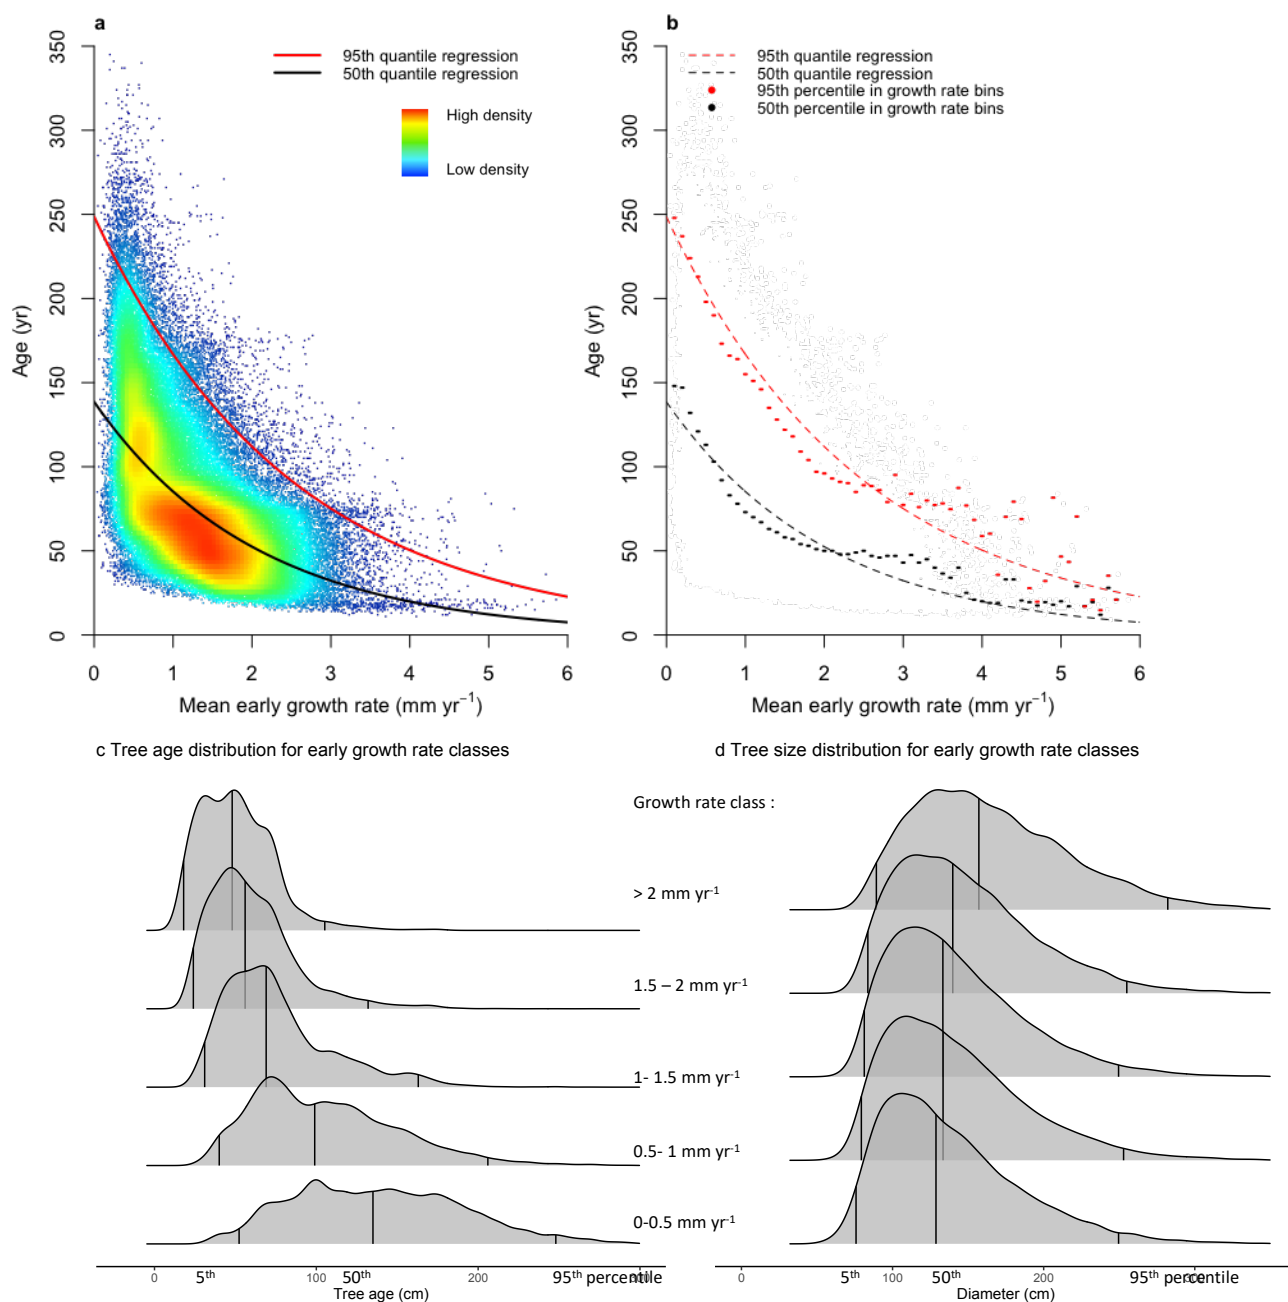 a
95th quantile regression
50th quantile regression
High density
Low density
350
300
250
200
150
100
50
0
Age (yr)
0 1 2 3 4 5 6
Mean early growth rate (mm yr⁻¹)
b
95th quantile regression
50th quantile regression
95th percentile in growth rate bins
50th percentile in growth rate bins
350
300
250
200
150
100
50
0
Age (yr)
0 1 2 3 4 5 6
Mean early growth rate (mm yr⁻¹)
c Tree age distribution for early growth rate classes
d Tree size distribution for early growth rate classes
Growth rate class :
> 2 mm yr⁻¹
1.5 – 2 mm yr⁻¹
1- 1.5 mm yr⁻¹
0.5- 1 mm yr⁻¹
0-0.5 mm yr⁻¹
0 5th 100 50th 200 95th percentile 300
Tree age (cm)
0 5th 100 50th 200 95th percentile 300
Diameter (cm)